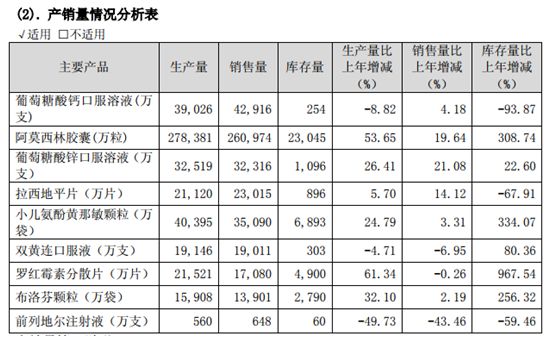 (2). 产销量情况分析表
√适用 □不适用
主要产品 生产量 销售量 库存量 生产量比上年增减（%） 销售量比上年增减（%） 库存量比上年增减（%）
葡萄糖酸钙口服溶液(万支) 39,026 42,916 254 -8.82 4.18 -93.87
阿莫西林胶囊(万粒) 278,381 260,974 23,045 53.65 19.64 308.74
葡萄糖酸锌口服溶液（万支） 32,519 32,316 1,096 26.41 21.08 22.60
拉西地平片（万片） 21,120 23,015 896 5.70 14.12 -67.91
小儿氨酚黄那敏颗粒(万袋) 40,395 35,090 6,893 24.79 3.31 334.07
双黄连口服液（万支） 19,146 19,011 303 -4.71 -6.95 80.36
罗红霉素分散片（万片） 21,521 17,080 4,900 61.34 -0.26 967.54
布洛芬颗粒（万袋） 15,908 13,901 2,790 32.10 2.19 256.32
前列地尔注射液（万支） 560 648 60 -49.73 -43.46 -59.46